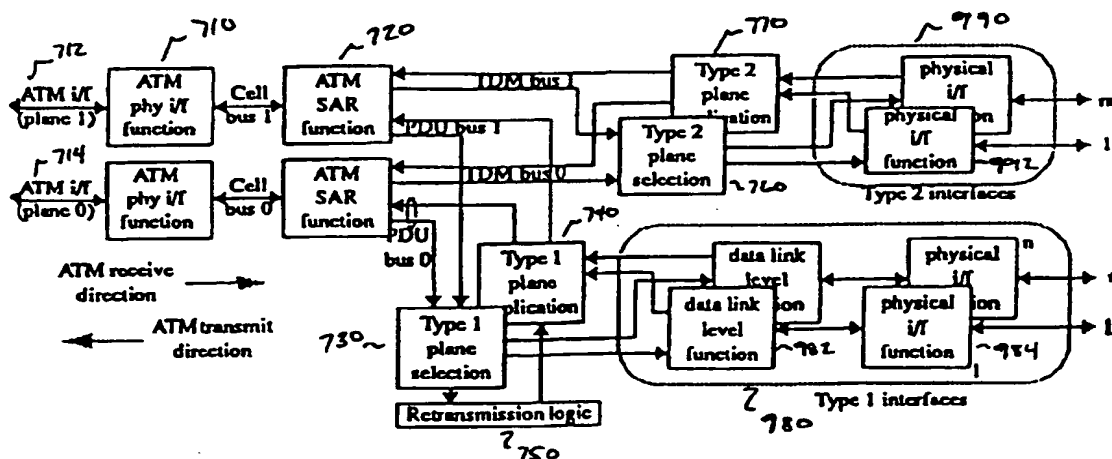 712
710
720
770
990
ATM i/f
(plane 1)
ATM
phy i/f
function
Cell
bus 1
ATM
SAR
function
TDM bus 1
PDU bus 1
Type 2
plane
Type 2
plane
selection
760
physical
i/f
physical
i/f
function
992
m
1
Type 2 interfaces
714
ATM i/f
(plane 0)
ATM
phy i/f
function
Cell
bus 0
ATM
SAR
function
TDM bus 0
PDU
bus 0
740
ATM receive
direction
ATM transmit
direction
Type 1
plane
Type 1
plane
selection
730
data link
level
data link
level
function
982
physical
i/f
physical
i/f
function
984
n
1
1
Type 1 interfaces
980
Retransmission logic
750